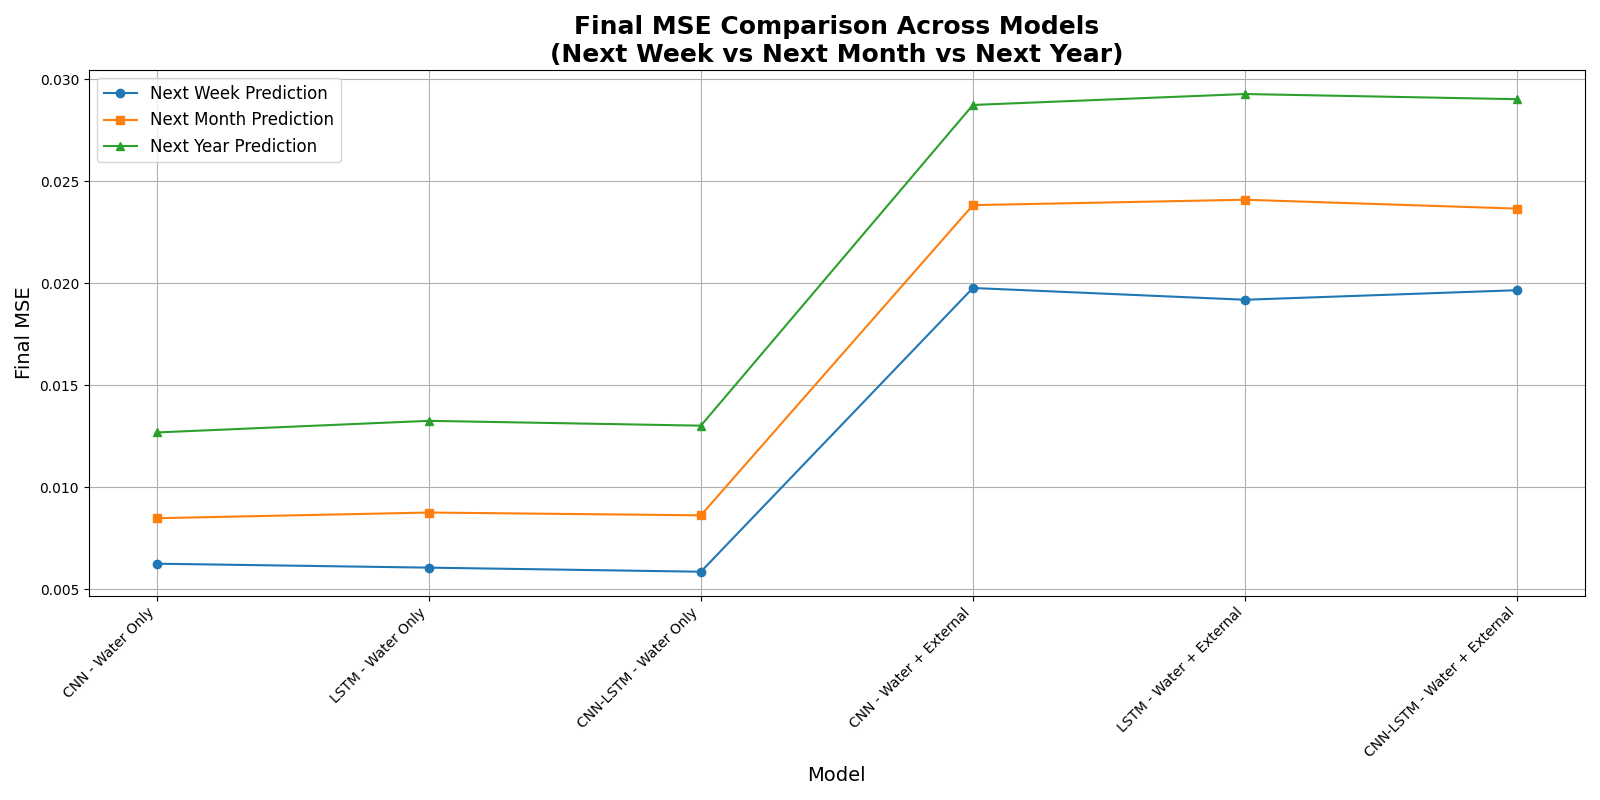 Final MSE Comparison Across Models
(Next Week vs Next Month vs Next Year)
Next Week Prediction
Next Month Prediction
Next Year Prediction
Final MSE
0.030
0.025
0.020
0.015
0.010
0.005
CNN - Water Only
LSTM - Water Only
CNN-LSTM - Water Only
CNN - Water + External
LSTM - Water + External
CNN-LSTM - Water + External
Model